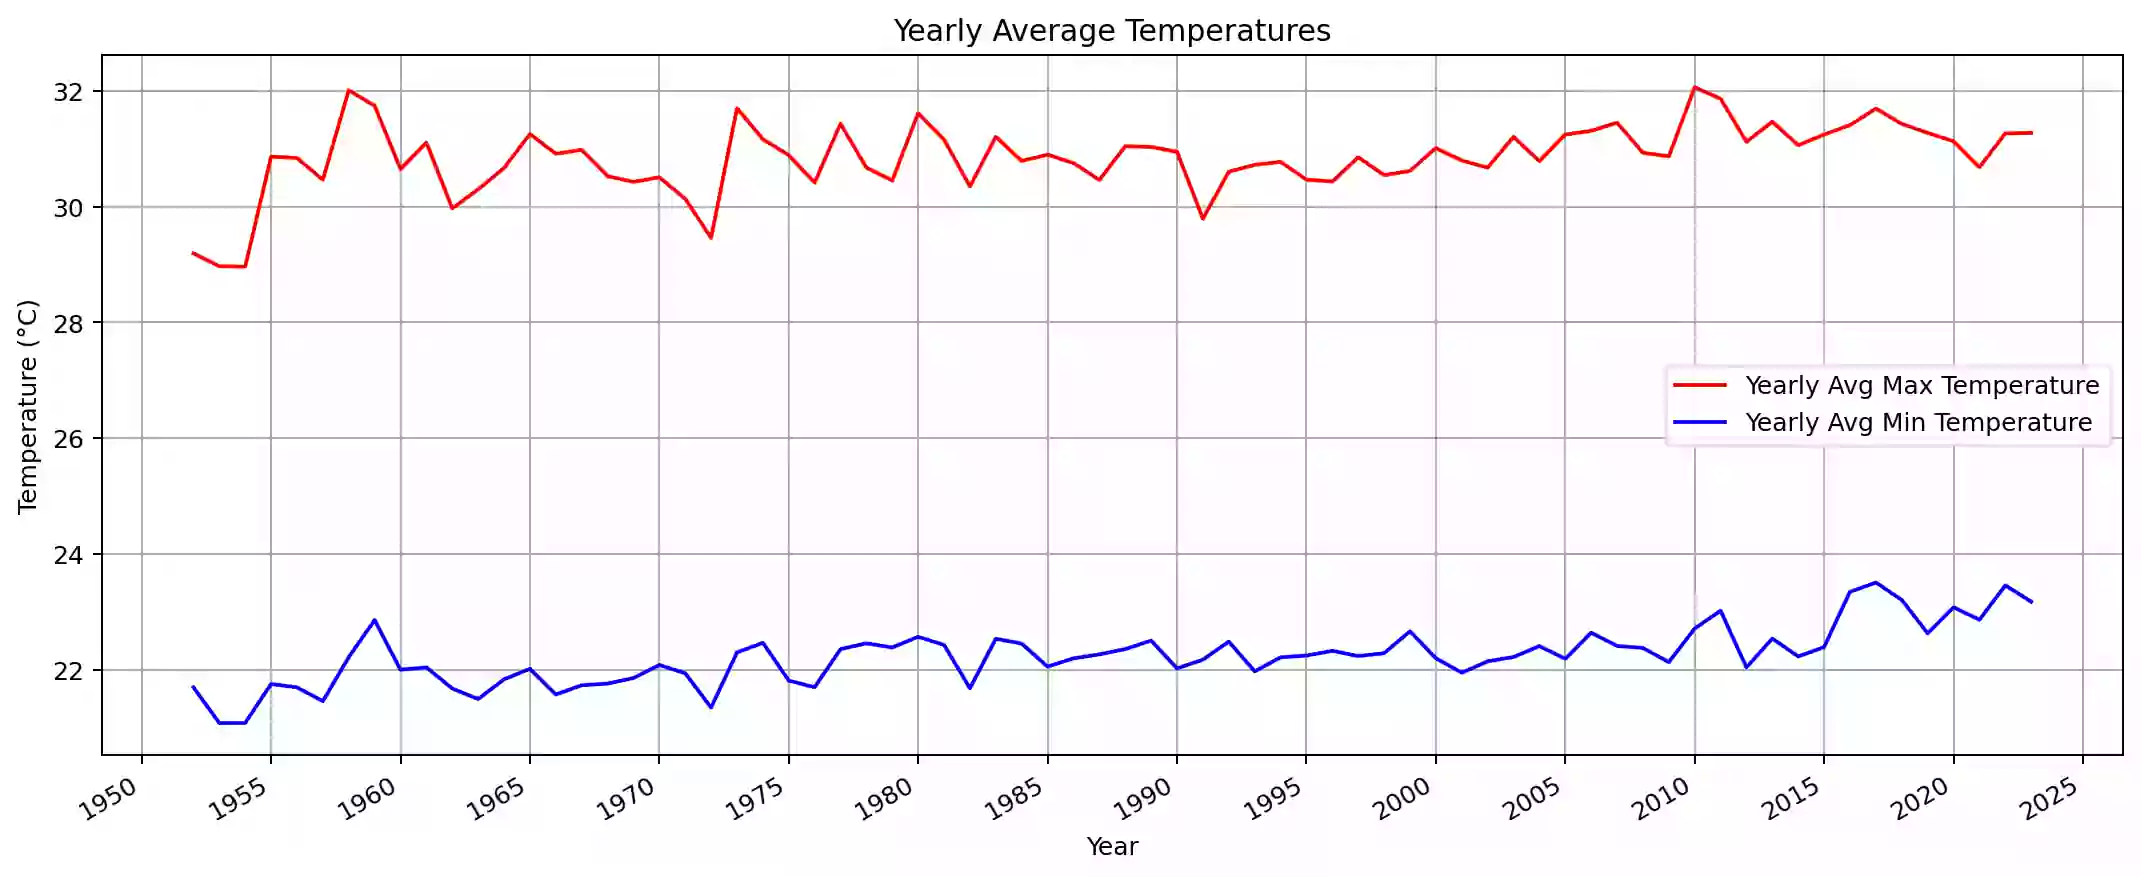 Yearly Average Temperatures
Temperature (°C)
32
30
28
26
24
22
Yearly Avg Max Temperature
Yearly Avg Min Temperature
1950 1955 1960 1965 1970 1975 1980 1985 1990 1995 2000 2005 2010 2015 2020 2025
Year